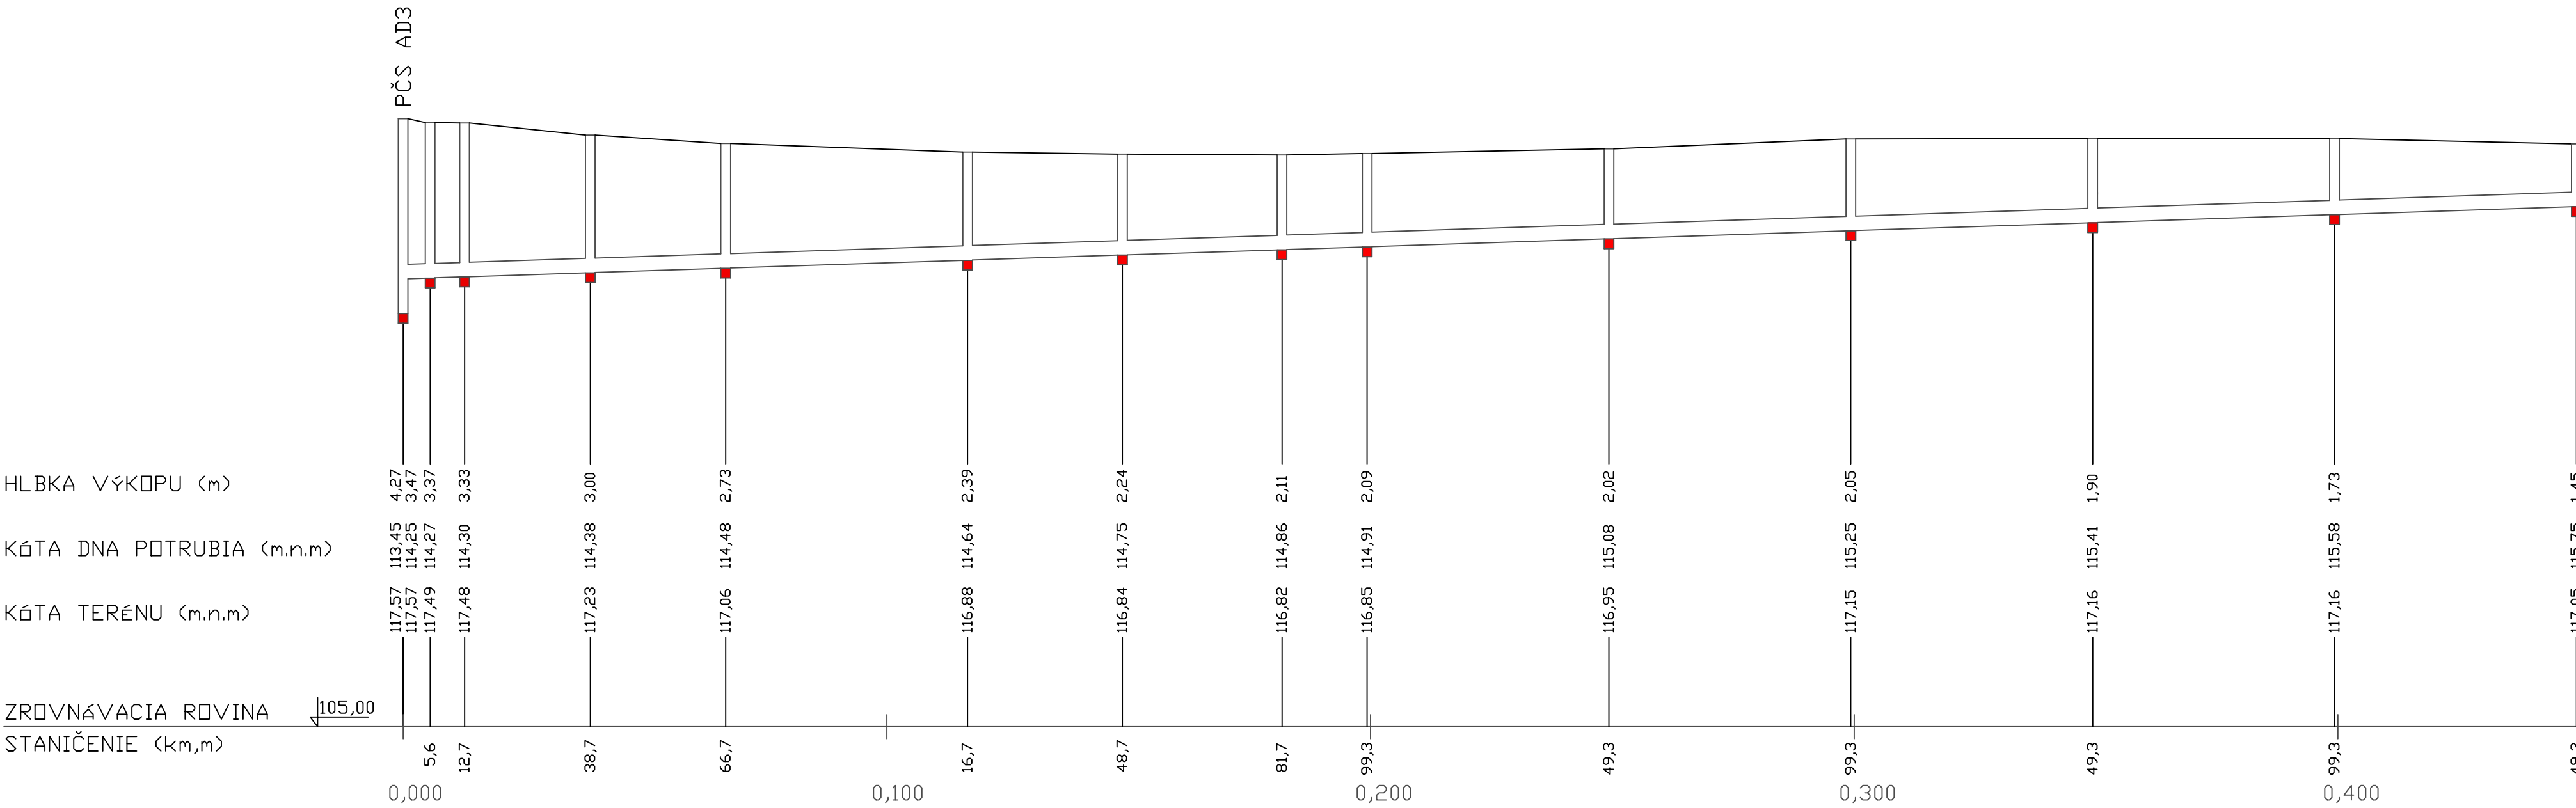 PČS AD3
HLBKA VÝKOPU (m) 4,27 3,47 3,37 3,33 3,00 2,73 2,39 2,24 2,11 2,09 2,02 2,05 1,90 1,73 1,45
KÓTA DNA POTRUBIA (m.n.m) 113,45 114,25 114,27 114,30 114,38 114,48 114,64 114,75 114,86 114,91 115,08 115,25 115,41 115,58 115,75
KÓTA TERÉNU (m.n.m) 117,57 117,57 117,49 117,48 117,23 117,06 116,88 116,84 116,82 116,85 116,95 117,15 117,16 117,16 117,05
ZROVNÁVACIA ROVINA 105,00
STANIČENIE (km,m) 5,6 12,7 38,7 66,7 16,7 48,7 81,7 99,3 49,3 99,3 49,3 99,3
0,000 0,100 0,200 0,300 0,400